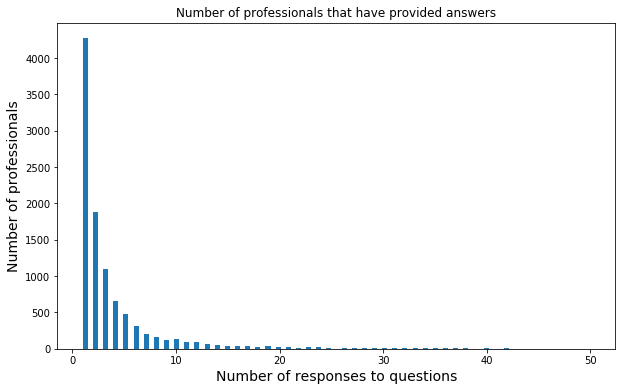 Number of professionals that have provided answers
Number of professionals
4000
3500
3000
2500
2000
1500
1000
500
0
0 10 20 30 40 50
Number of responses to questions